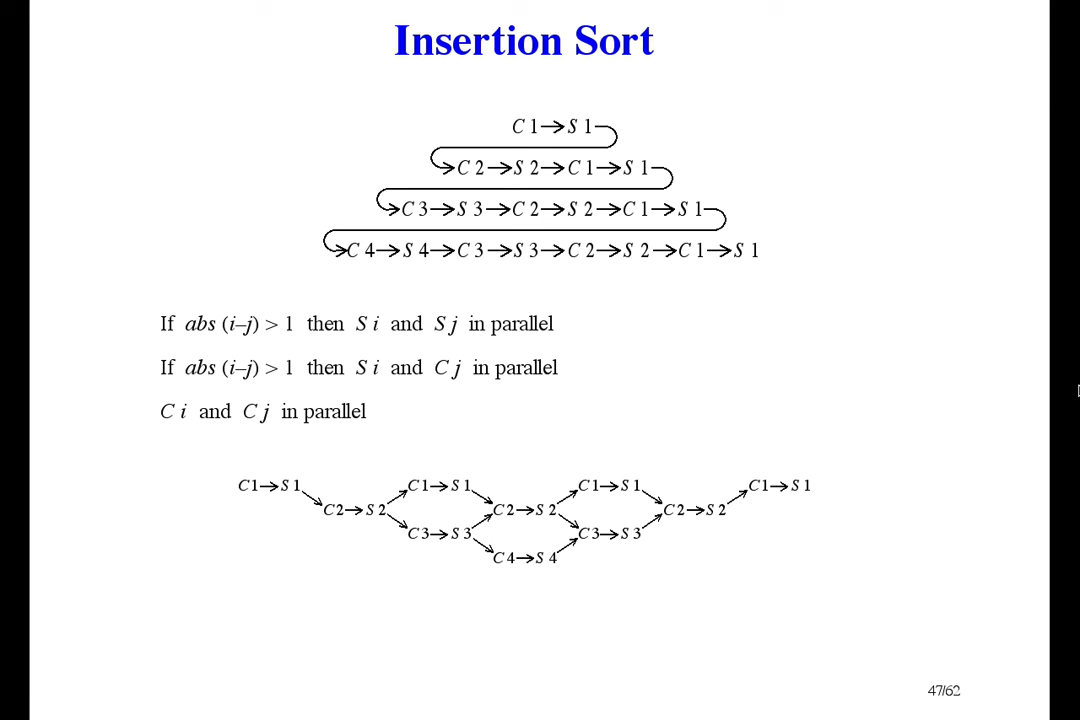 Insertion Sort
C 1→S 1
C 2→S 2→C 1→S 1
C 3→S 3→C 2→S 2→C 1→S 1
C 4→S 4→C 3→S 3→C 2→S 2→C 1→S 1
If abs (i–j) > 1 then S i and S j in parallel
If abs (i–j) > 1 then S i and C j in parallel
C i and C j in parallel
C1→S 1 C1→S 1 C1→S 1 C1→S 1
C2→S 2 C2→S 2 C2→S 2
C3→S 3 C3→S 3
C4→S 4
47/62